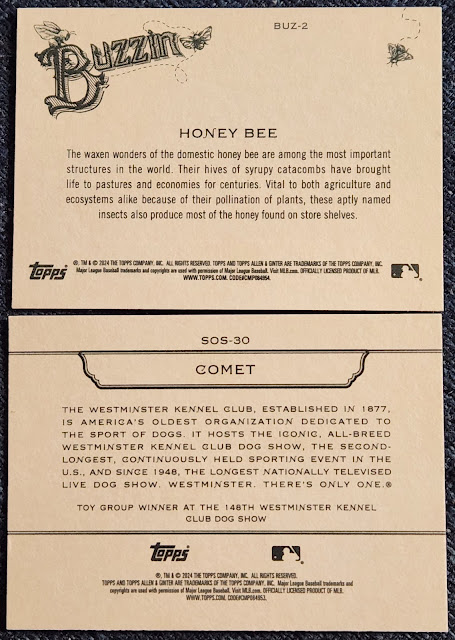 Buzzin
BUZ-2
HONEY BEE
The waxen wonders of the domestic honey bee are among the most important
structures in the world. Their hives of syrupy catacombs have brought
life to pastures and economies for centuries. Vital to both agriculture and
ecosystems alike because of their pollination of plants, these aptly named
insects also produce most of the honey found on store shelves.
topps
®, TM & © 2024 THE TOPPS COMPANY, INC. ALL RIGHTS RESERVED. TOPPS AND TOPPS ALLEN & GINTER ARE TRADEMARKS OF THE TOPPS COMPANY, INC.
Major League Baseball trademarks and copyrights are used with permission of Major League Baseball. Visit MLB.com. OFFICIALLY LICENSED PRODUCT OF MLB.
WWW.TOPPS.COM. CODE#CMP084954.
SOS-30
COMET
THE WESTMINSTER KENNEL CLUB, ESTABLISHED IN 1877,
IS AMERICA'S OLDEST ORGANIZATION DEDICATED TO
THE SPORT OF DOGS. IT HOSTS THE ICONIC, ALL-BREED
WESTMINSTER KENNEL CLUB DOG SHOW, THE SECOND-
LONGEST, CONTINUOUSLY HELD SPORTING EVENT IN THE
U.S., AND SINCE 1948, THE LONGEST NATIONALLY TELEVISED
LIVE DOG SHOW. WESTMINSTER. THERE'S ONLY ONE.®
TOY GROUP WINNER AT THE 148TH WESTMINSTER KENNEL
CLUB DOG SHOW
topps
®, TM & © 2024 THE TOPPS COMPANY, INC. ALL RIGHTS RESERVED.
TOPPS AND TOPPS ALLEN & GINTER ARE TRADEMARKS OF THE TOPPS COMPANY, INC. Major League Baseball trademarks and
copyrights are used with permission of Major League Baseball. Visit MLB.com. OFFICIALLY LICENSED PRODUCT OF MLB.
WWW.TOPPS.COM. CODE#CMP084953.